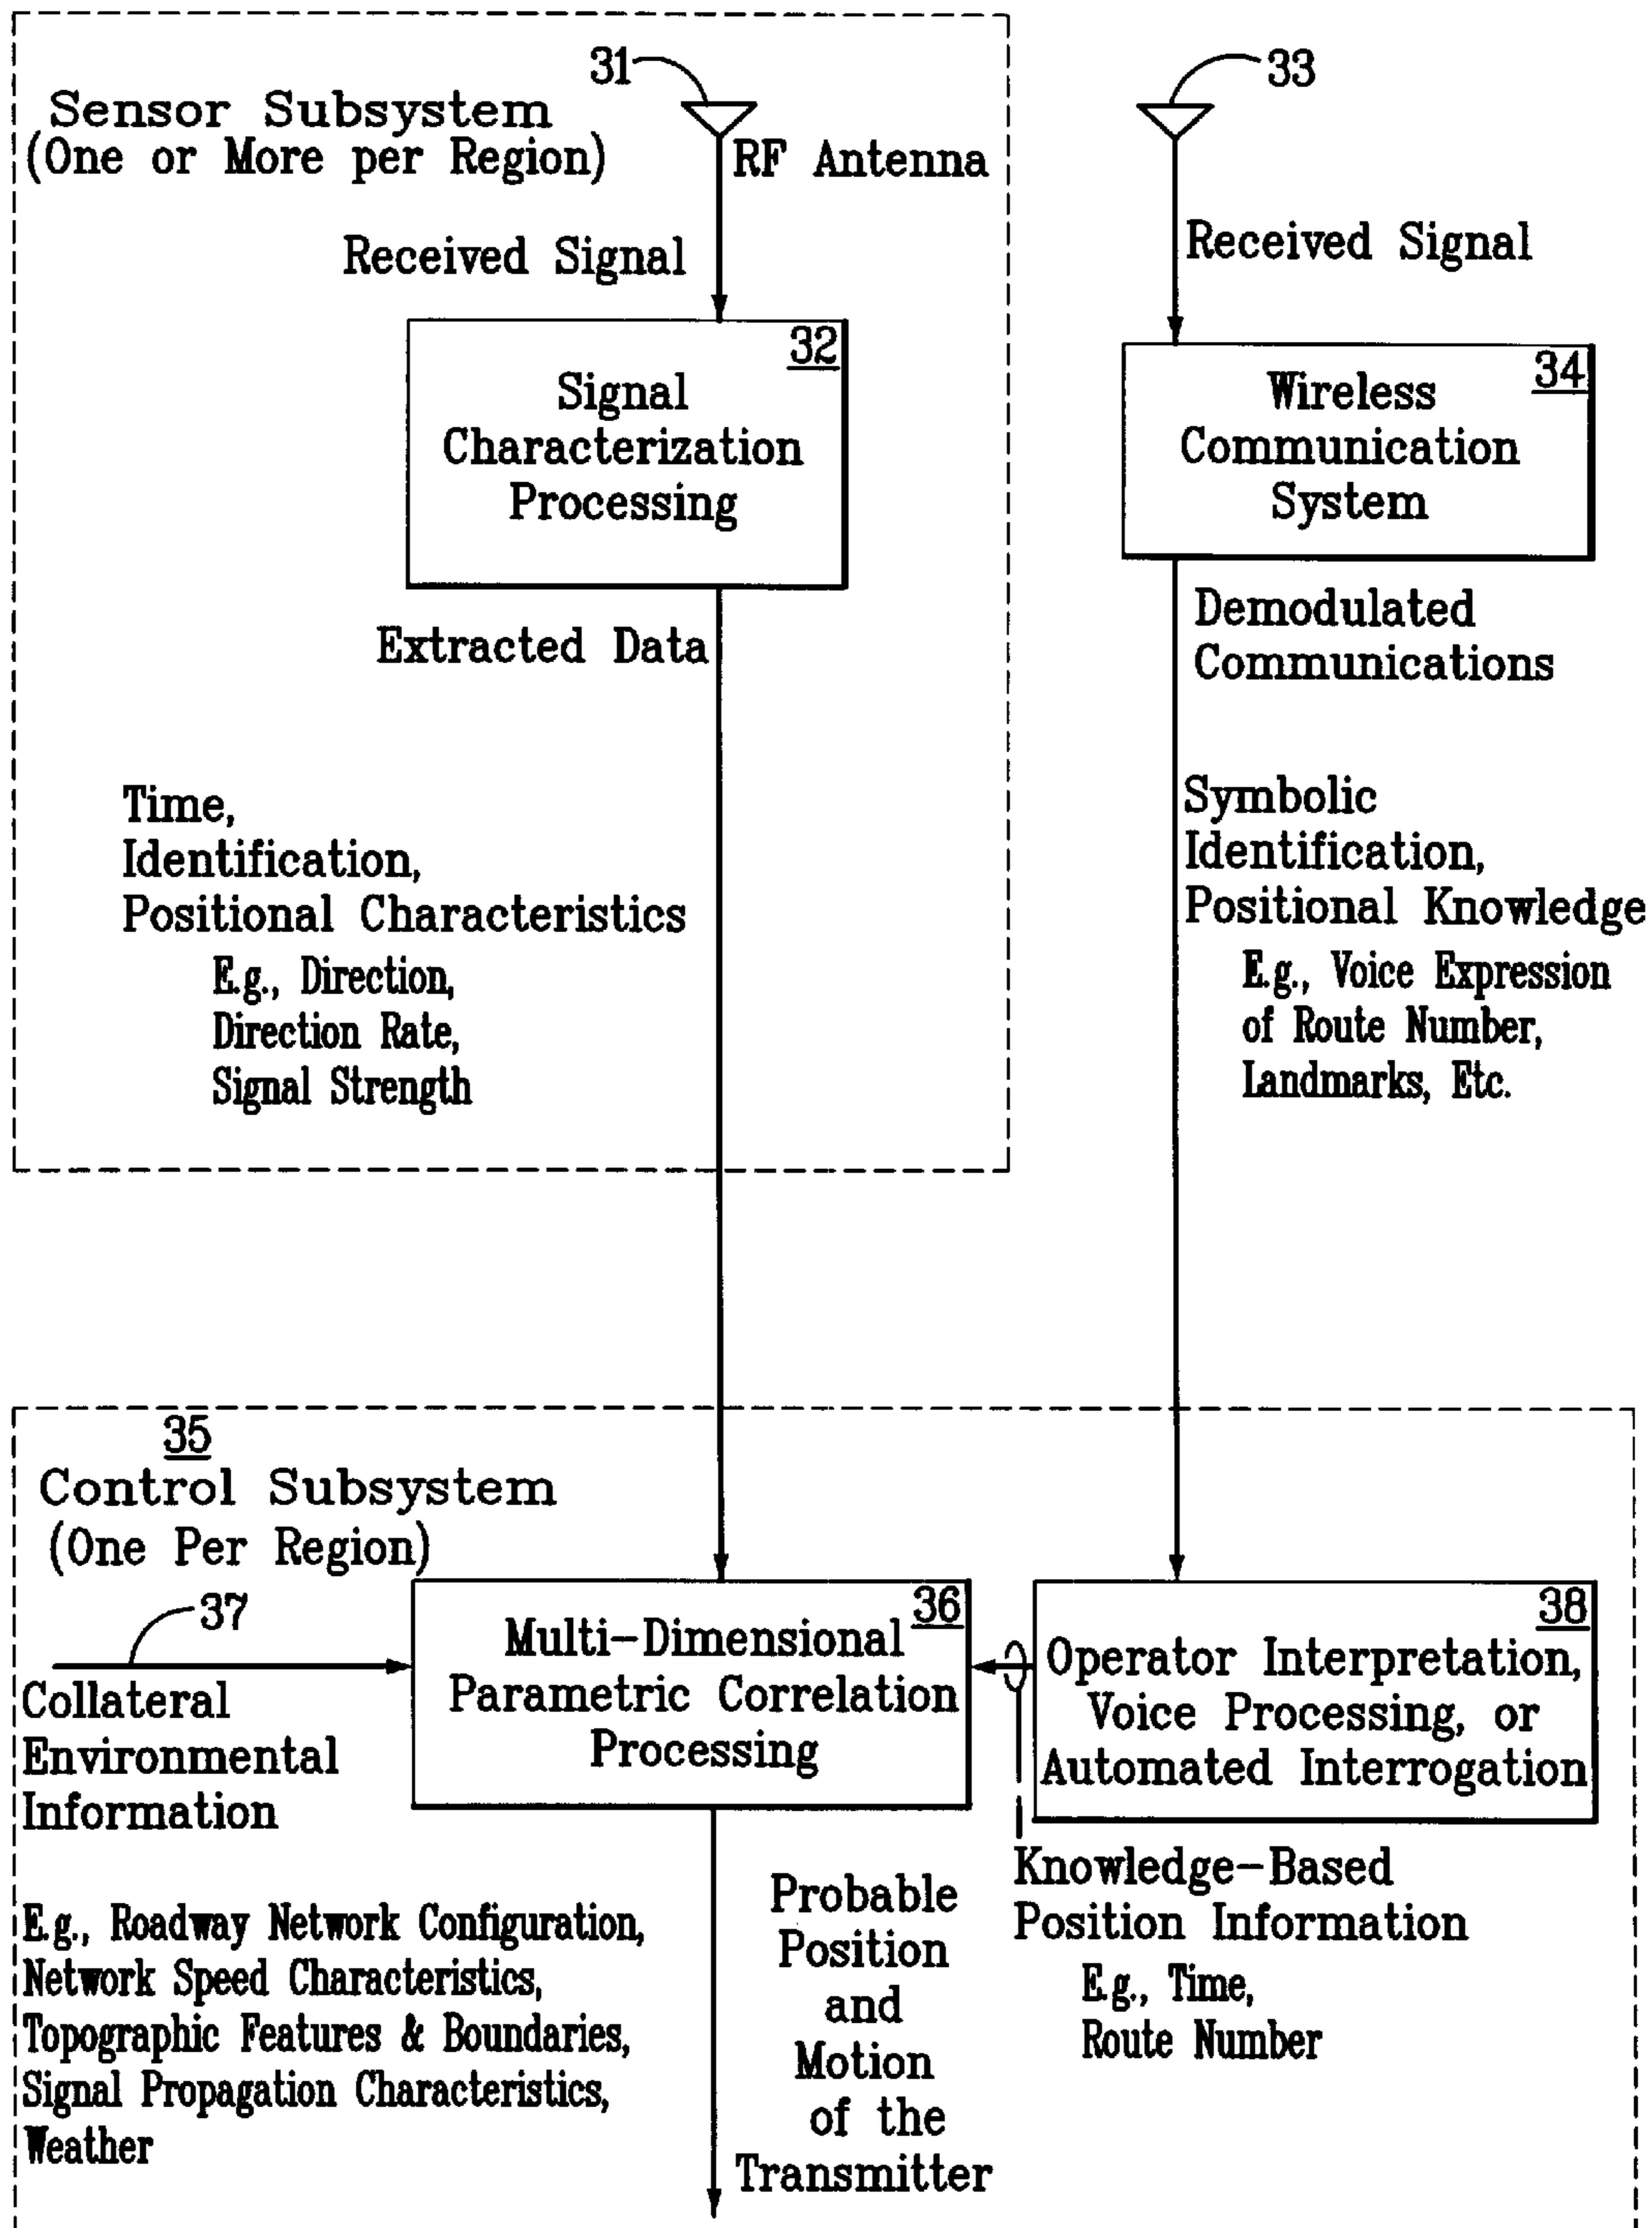 31
33
Sensor Subsystem
(One or More per Region)
RF Antenna
Received Signal
Received Signal
32
Signal
Characterization
Processing
34
Wireless
Communication
System
Extracted Data
Demodulated
Communications
Time,
Identification,
Positional Characteristics
E.g., Direction,
Direction Rate,
Signal Strength
Symbolic
Identification,
Positional Knowledge
E.g., Voice Expression
of Route Number,
Landmarks, Etc.
35
Control Subsystem
(One Per Region)
37
Collateral
Environmental
Information
E.g., Roadway Network Configuration,
Network Speed Characteristics,
Topographic Features & Boundaries,
Signal Propagation Characteristics,
Weather
36
Multi-Dimensional
Parametric Correlation
Processing
38
Operator Interpretation,
Voice Processing, or
Automated Interrogation
Probable
Position
and
Motion
of the
Transmitter
Knowledge-Based
Position Information
E.g., Time,
Route Number